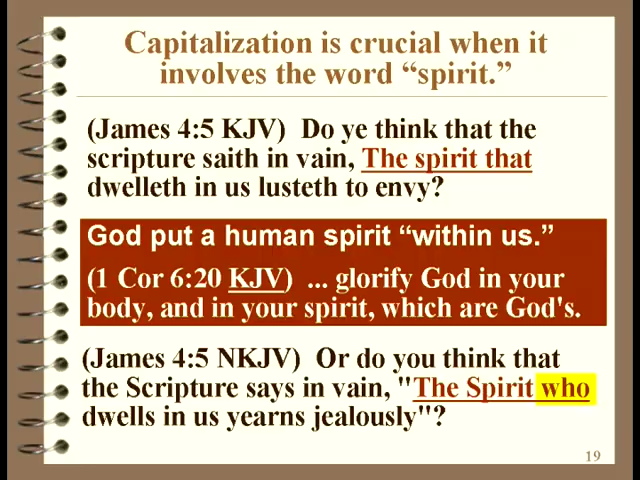 Capitalization is crucial when it
involves the word “spirit.”
(James 4:5 KJV)  Do ye think that the
scripture saith in vain, The spirit that
dwelleth in us lusteth to envy?
God put a human spirit “within us.”
(1 Cor 6:20 KJV)  ... glorify God in your
body, and in your spirit, which are God's.
(James 4:5 NKJV)  Or do you think that
the Scripture says in vain, "The Spirit who
dwells in us yearns jealously"?
19